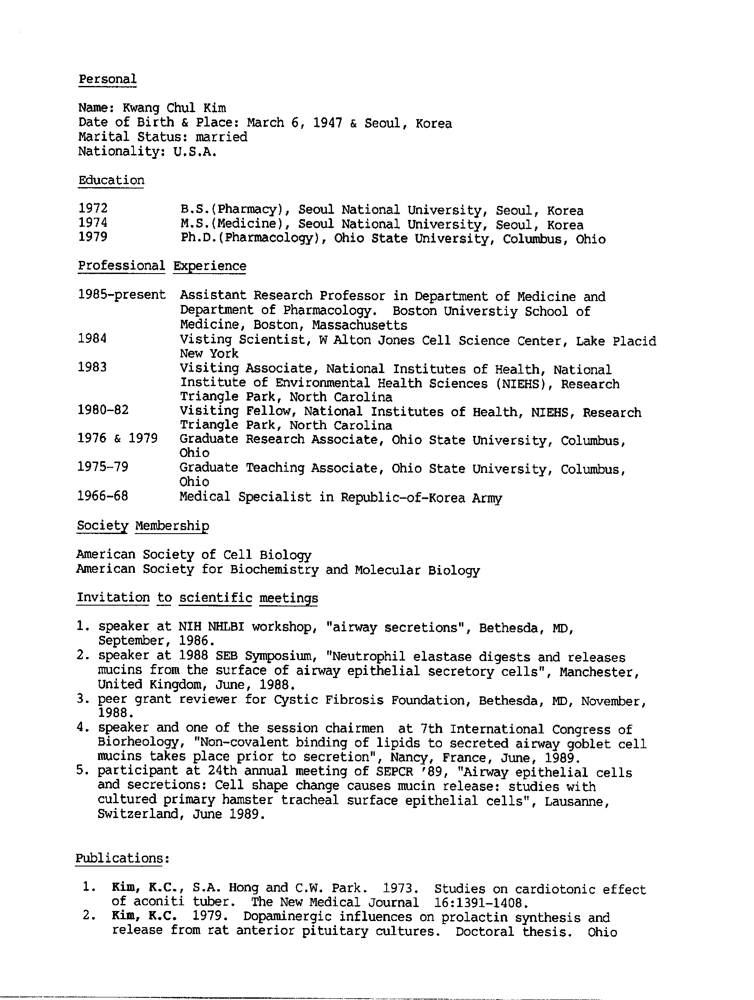 Personal
Name: Kwang Chul Kim
Date of Birth & Place: March 6, 1947 & Seoul, Korea
Marital Status: married
Nationality: U.S.A.
Education
1972 B.S.(Pharmacy), Seoul National University, Seoul, Korea
1974 M.S.(Medicine), Seoul National University, Seoul, Korea
1979 Ph.D.(Pharmacology), Ohio State University, Columbus, Ohio
Professional Experience
1985-present Assistant Research Professor in Department of Medicine and
Department of Pharmacology. Boston Universtiy School of
Medicine, Boston, Massachusetts
1984 Visting Scientist, W Alton Jones Cell Science Center, Lake Placid
New York
1983 Visiting Associate, National Institutes of Health, National
Institute of Environmental Health Sciences (NIEHS), Research
Triangle Park, North Carolina
1980-82 Visiting Fellow, National Institutes of Health, NIEHS, Research
Triangle Park, North Carolina
1976 & 1979 Graduate Research Associate, Ohio State University, Columbus,
Ohio
1975-79 Graduate Teaching Associate, Ohio State University, Columbus,
Ohio
1966-68 Medical Specialist in Republic-of-Korea Army
Society Membership
American Society of Cell Biology
American Society for Biochemistry and Molecular Biology
Invitation to scientific meetings
1. speaker at NIH NHLBI workshop, "airway secretions", Bethesda, MD,
September, 1986.
2. speaker at 1988 SEB Symposium, "Neutrophil elastase digests and releases
mucins from the surface of airway epithelial secretory cells", Manchester,
United Kingdom, June, 1988.
3. peer grant reviewer for Cystic Fibrosis Foundation, Bethesda, MD, November,
1988.
4. speaker and one of the session chairmen at 7th International Congress of
Biorheology, "Non-covalent binding of lipids to secreted airway goblet cell
mucins takes place prior to secretion", Nancy, France, June, 1989.
5. participant at 24th annual meeting of SEPCR '89, "Airway epithelial cells
and secretions: Cell shape change causes mucin release: studies with
cultured primary hamster tracheal surface epithelial cells", Lausanne,
Switzerland, June 1989.
Publications:
1. Kim, K.C., S.A. Hong and C.W. Park. 1973. Studies on cardiotonic effect
of aconiti tuber. The New Medical Journal 16:1391-1408.
2. Kim, K.C. 1979. Dopaminergic influences on prolactin synthesis and
release from rat anterior pituitary cultures. Doctoral thesis. Ohio